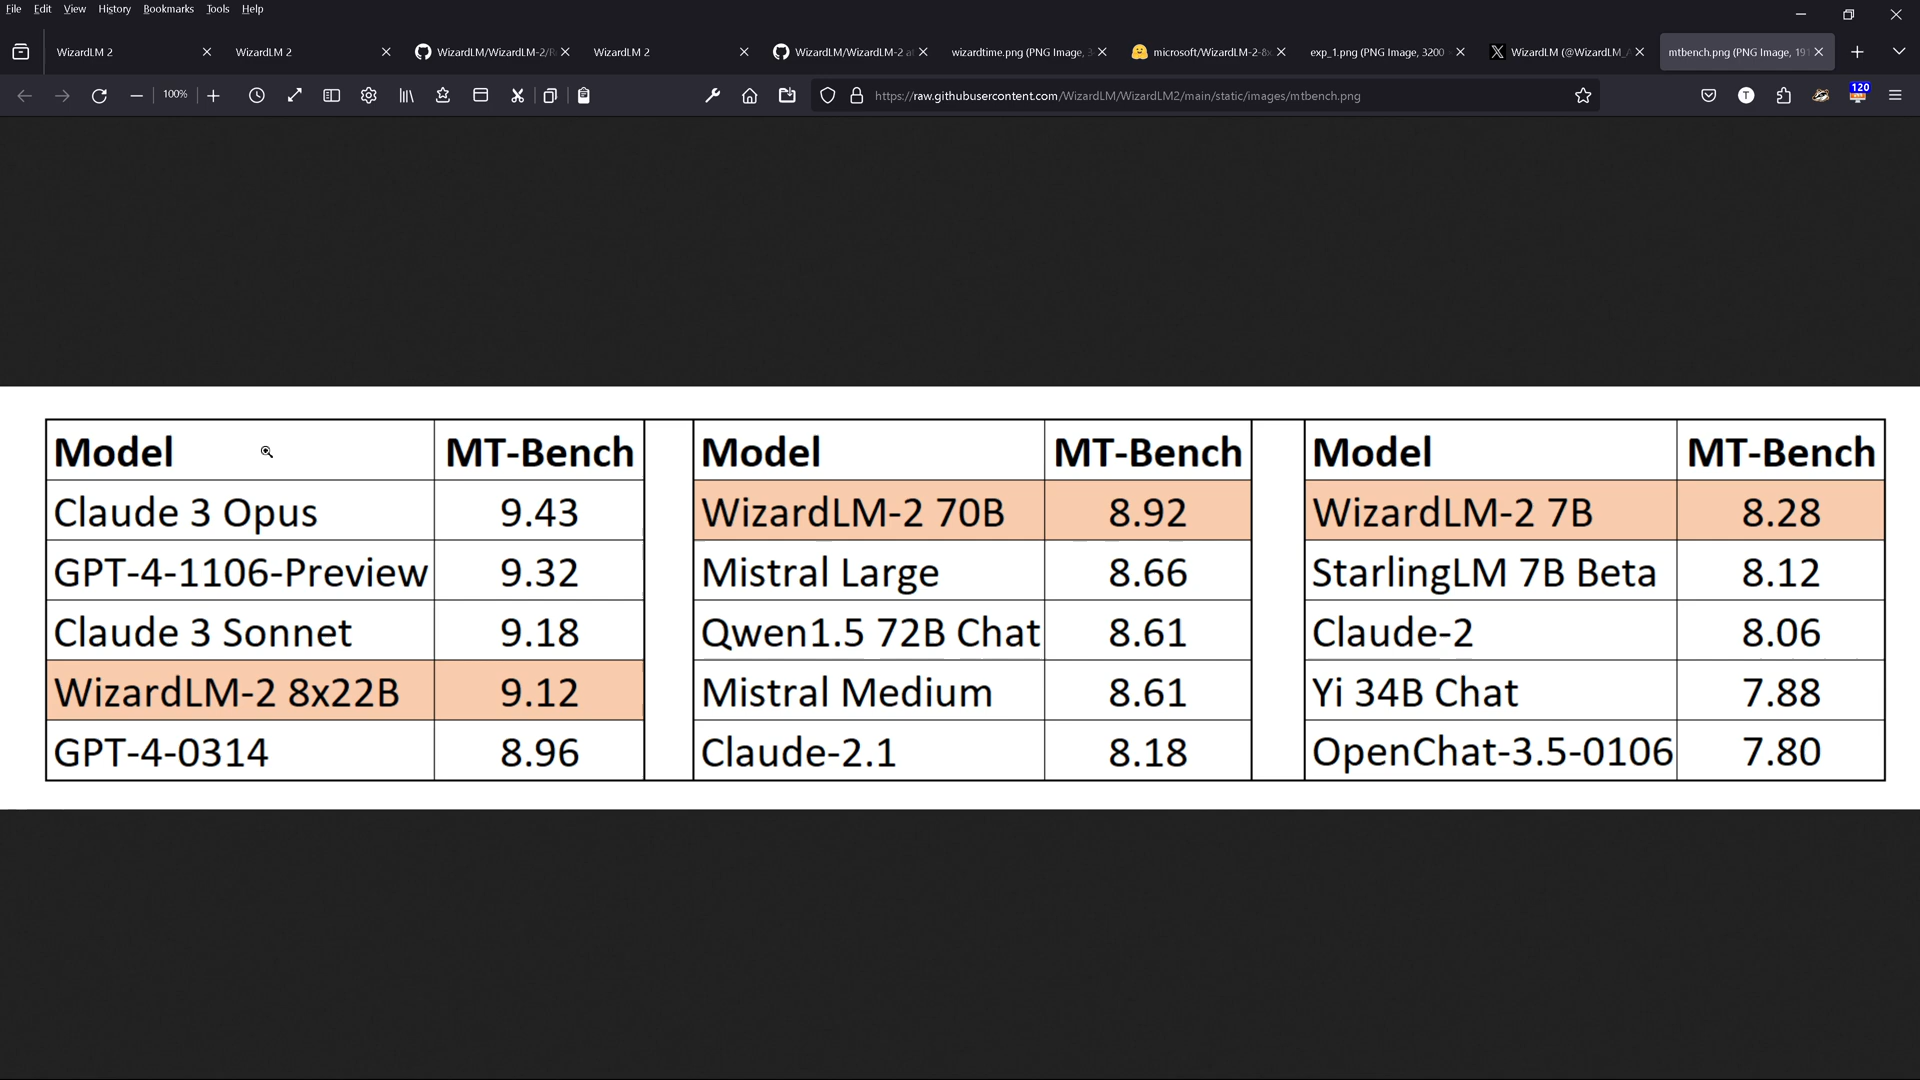 File Edit View History Bookmarks Tools Help
WizardLM 2
WizardLM 2
WizardLM/WizardLM-2/R
WizardLM 2
WizardLM/WizardLM-2 a
wizardtime.png (PNG Image, 3
microsoft/WizardLM-2-8x
exp_1.png (PNG Image, 3200
WizardLM (@WizardLM_A
mtbench.png (PNG Image, 191
100%
https://raw.githubusercontent.com/WizardLM/WizardLM2/main/static/images/mtbench.png
T
120
Model MT-Bench
Claude 3 Opus 9.43
GPT-4-1106-Preview 9.32
Claude 3 Sonnet 9.18
WizardLM-2 8x22B 9.12
GPT-4-0314 8.96
Model MT-Bench
WizardLM-2 70B 8.92
Mistral Large 8.66
Qwen1.5 72B Chat 8.61
Mistral Medium 8.61
Claude-2.1 8.18
Model MT-Bench
WizardLM-2 7B 8.28
StarlingLM 7B Beta 8.12
Claude-2 8.06
Yi 34B Chat 7.88
OpenChat-3.5-0106 7.80